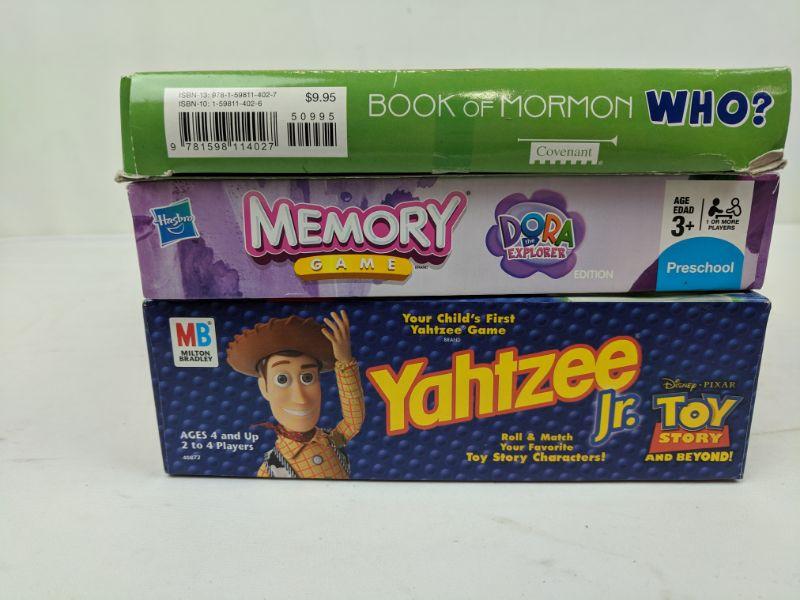 ISBN-13: 978-1-59811-402-7
ISBN-10: 1-59811-402-6
$9.95
50995
9 781598 114027
BOOK OF MORMON WHO?
Covenant
Hasbro
MEMORY
GAME
BRAND
DORA
the
EXPLORER
EDITION
AGE
EDAD
3+
1 OR MORE
PLAYERS
Preschool
MB
MILTON
BRADLEY
AGES 4 and Up
2 to 4 Players
Your Child's First
Yahtzee® Game
BRAND
Yahtzee
Jr.
Roll & Match
Your Favorite
Toy Story Characters!
Disney · PIXAR
TOY
STORY
AND BEYOND!